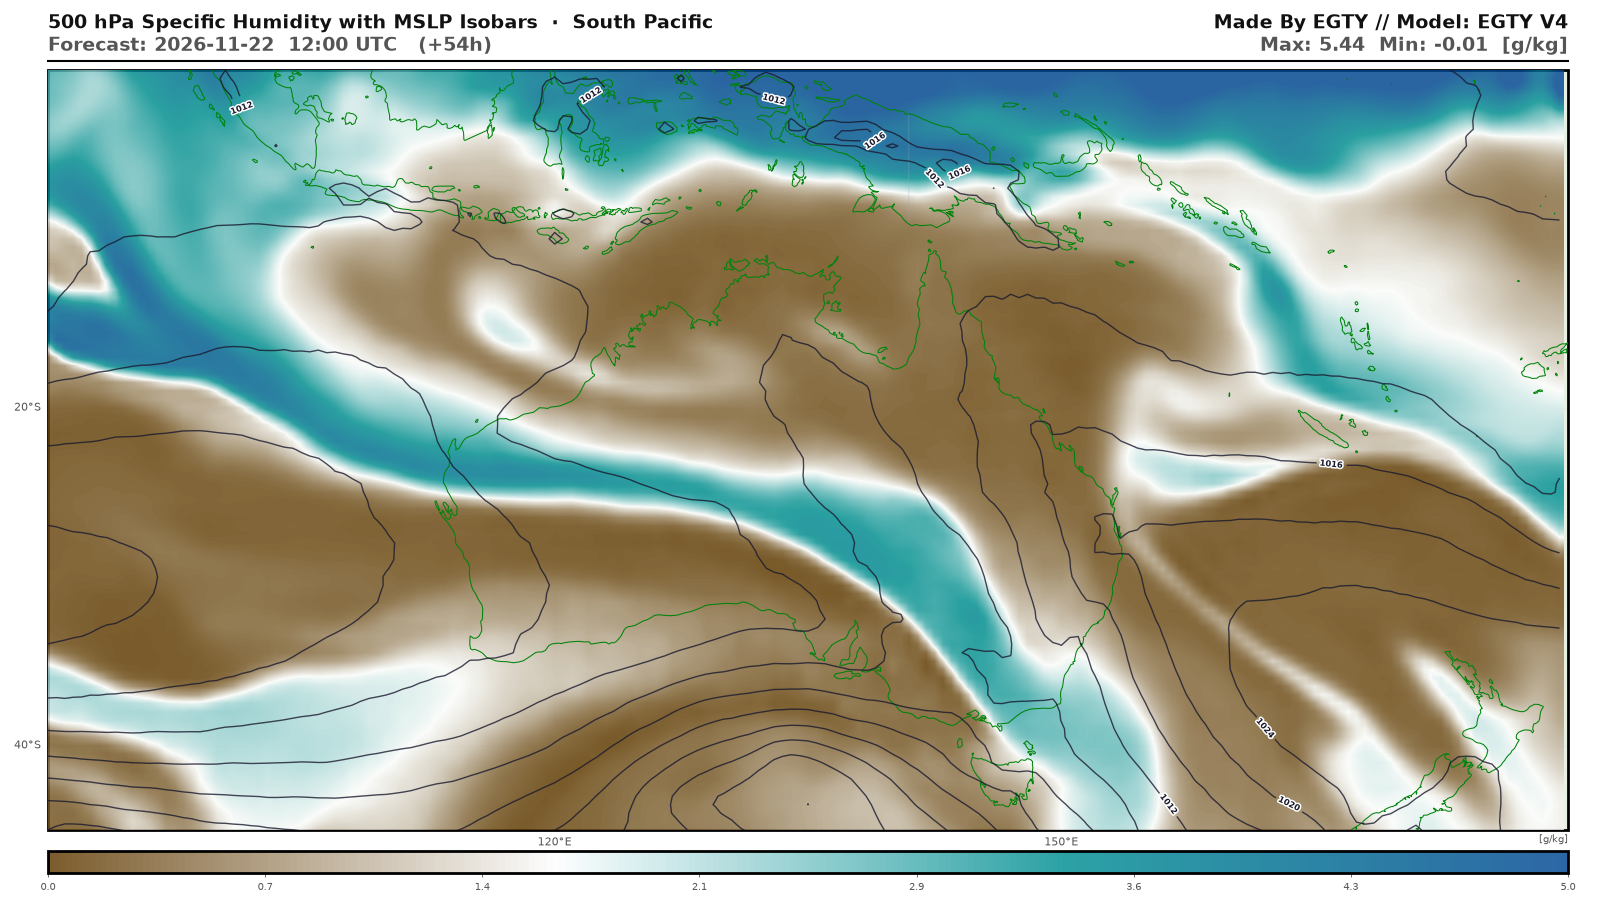 500 hPa Specific Humidity with MSLP Isobars · South Pacific
Made By EGTY // Model: EGTY V4
Forecast: 2026-11-22 12:00 UTC (+54h)
Max: 5.44 Min: -0.01 [g/kg]
1012
1012
1012
1016
1016
1012
20°S
1016
1024
40°S
1020
1012
120°E
150°E
[g/kg]
0.0
0.7
1.4
2.1
2.9
3.6
4.3
5.0